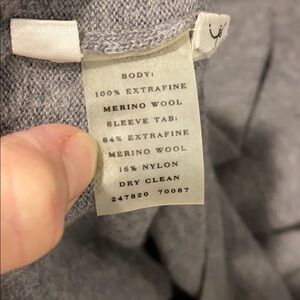 BODY:
100% EXTRAFINE
MERINO WOOL
SLEEVE TAB:
84% EXTRAFINE
MERINO WOOL
16% NYLON
DRY CLEAN
247820 70087